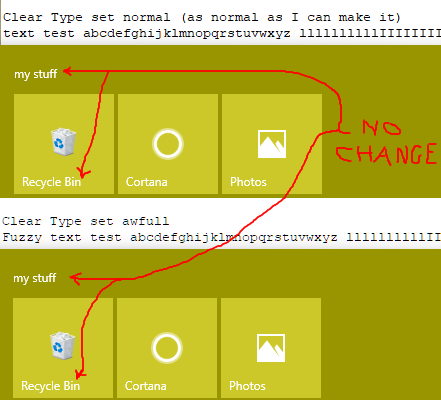 Clear Type set normal (as normal as I can make it)
text test abcdefghijklmnopqrstuvwxyz llllllllllIIIIIIII
my stuff
NO
CHANGE
Recycle Bin
Cortana
Photos
Clear Type set awfull
Fuzzy text test abcdefghijklmnopqrstuvwxyz llllllllllII
my stuff
Recycle Bin
Cortana
Photos